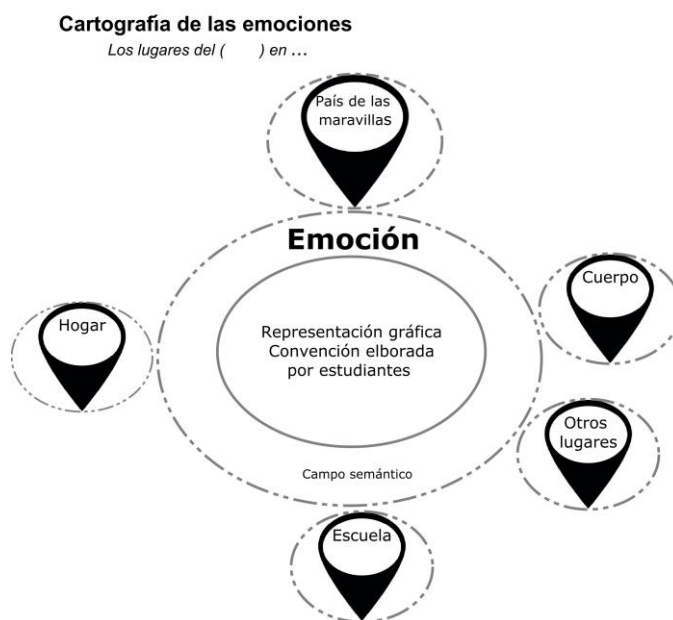 Cartografía de las emociones
Los lugares del ( ) en ...
País de las
maravillas
Emoción
Cuerpo
Hogar
Representación gráfica
Convención elborada
por estudiantes
Otros
lugares
Campo semántico
Escuela